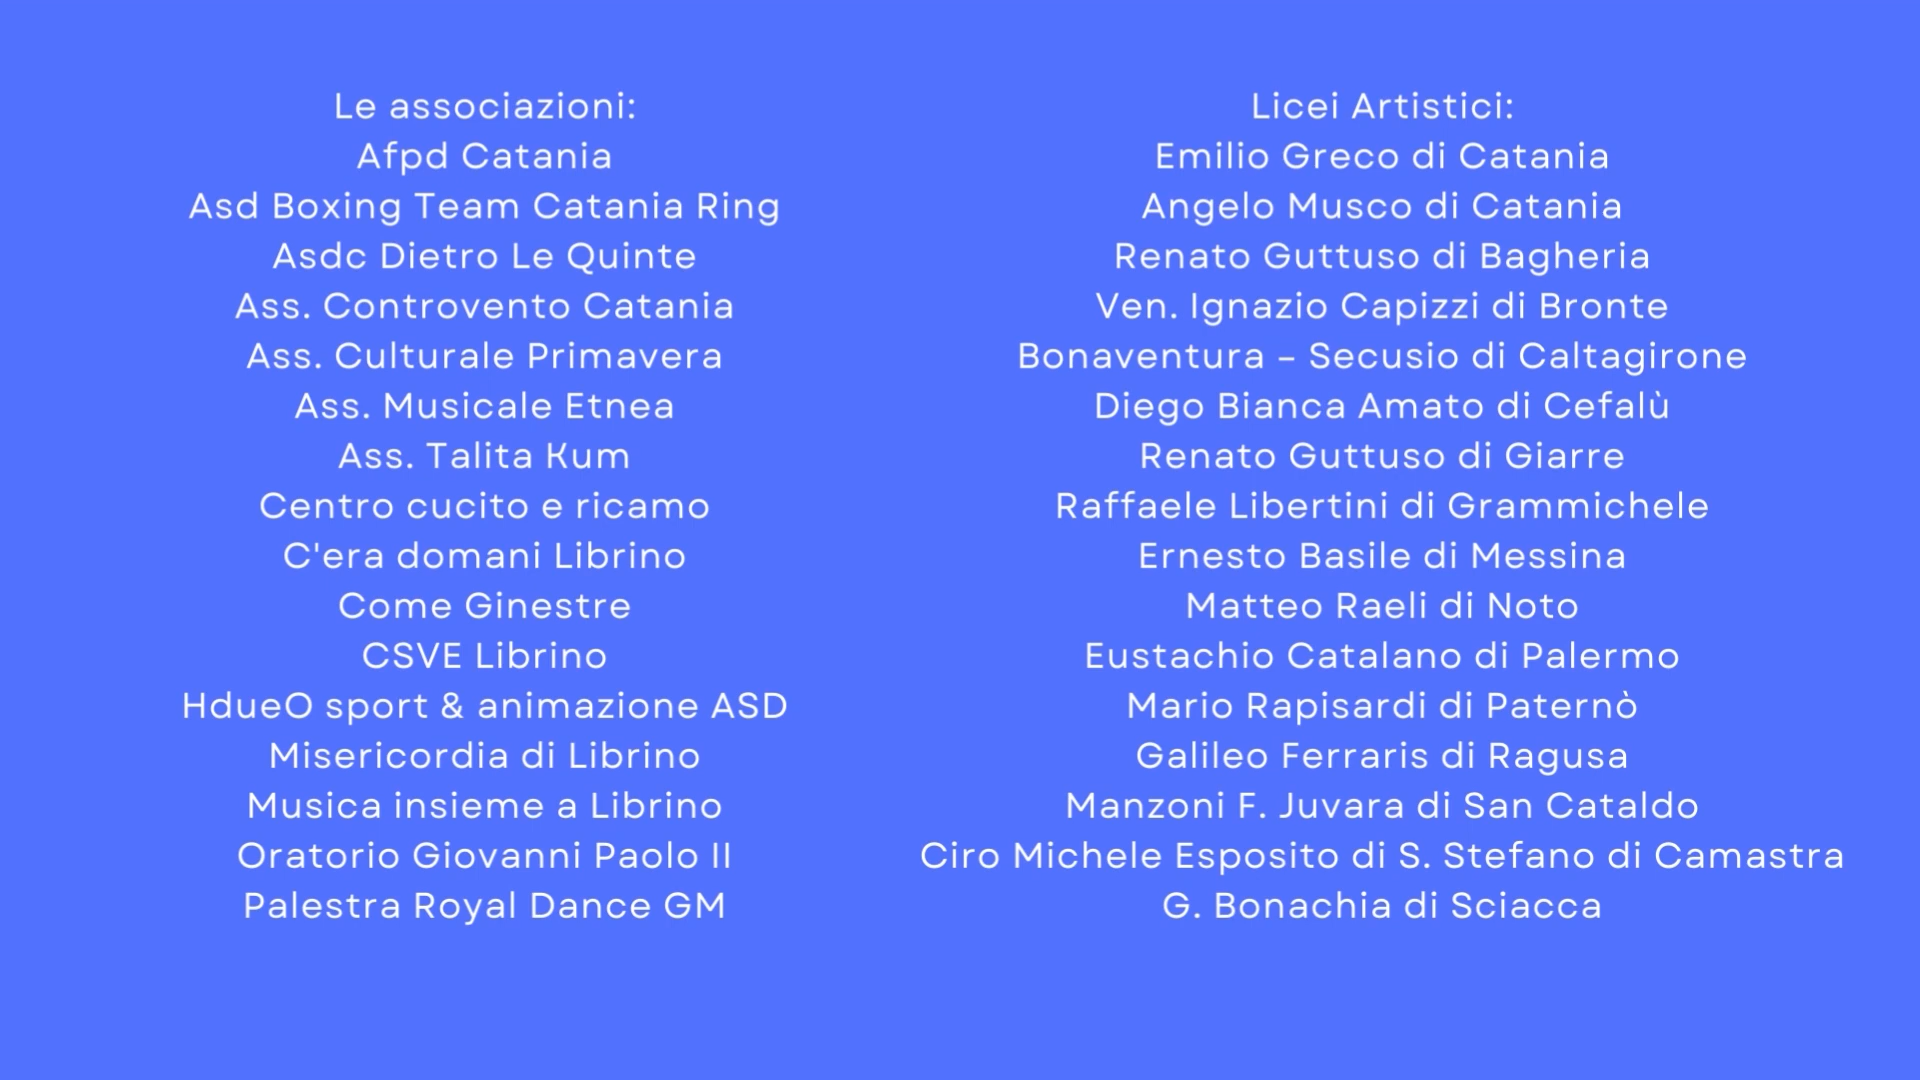 Le associazioni:
Afpd Catania
Asd Boxing Team Catania Ring
Asdc Dietro Le Quinte
Ass. Controvento Catania
Ass. Culturale Primavera
Ass. Musicale Etnea
Ass. Talita Kum
Centro cucito e ricamo
C'era domani Librino
Come Ginestre
CSVE Librino
HdueO sport & animazione ASD
Misericordia di Librino
Musica insieme a Librino
Oratorio Giovanni Paolo II
Palestra Royal Dance GM
Licei Artistici:
Emilio Greco di Catania
Angelo Musco di Catania
Renato Guttuso di Bagheria
Ven. Ignazio Capizzi di Bronte
Bonaventura – Secusio di Caltagirone
Diego Bianca Amato di Cefalù
Renato Guttuso di Giarre
Raffaele Libertini di Grammichele
Ernesto Basile di Messina
Matteo Raeli di Noto
Eustachio Catalano di Palermo
Mario Rapisardi di Paternò
Galileo Ferraris di Ragusa
Manzoni F. Juvara di San Cataldo
Ciro Michele Esposito di S. Stefano di Camastra
G. Bonachia di Sciacca